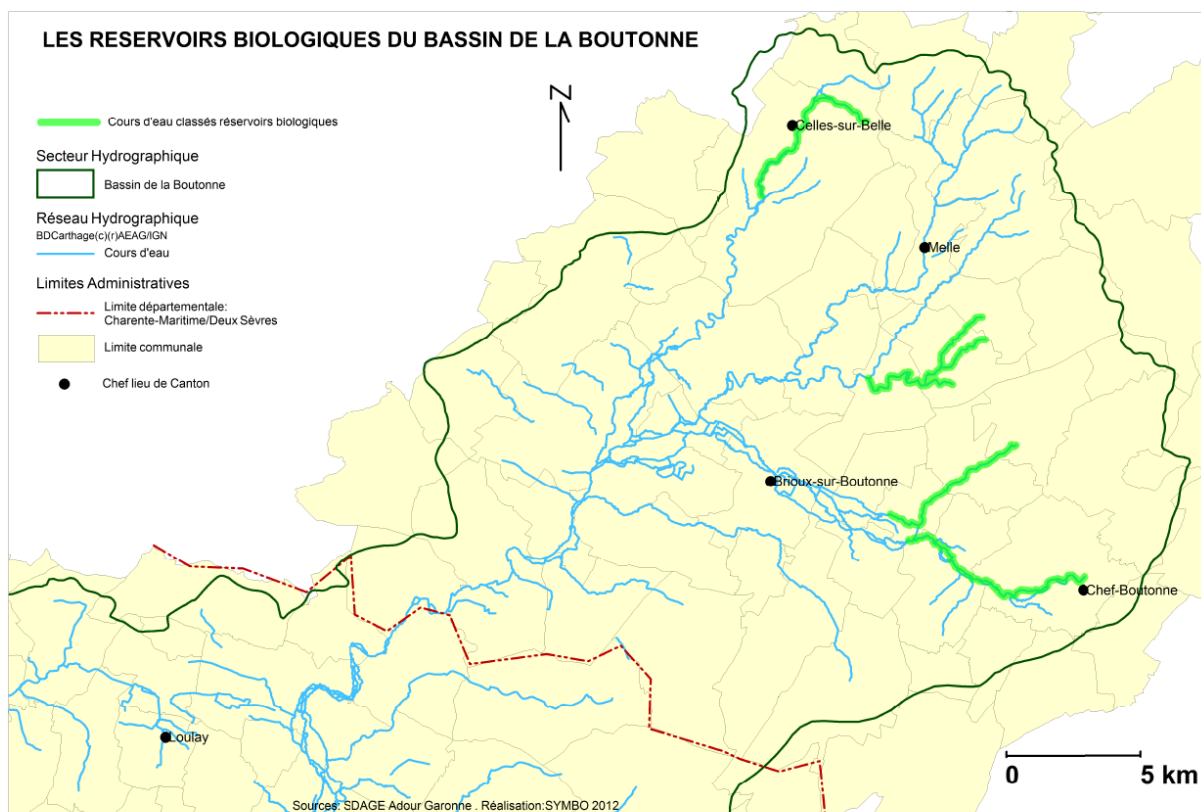 LES RESERVOIRS BIOLOGIQUES DU BASSIN DE LA BOUTONNE
N
Cours d'eau classés réservoirs biologiques
Secteur Hydrographique
Bassin de la Boutonne
Réseau Hydrographique
BDCarthage(c)(r)AEAG/IGN
Cours d'eau
Limites Administratives
Limite départementale:
Charente-Maritime/Deux Sèvres
Limite communale
Chef lieu de Canton
Celles-sur-Belle
Melle
Brioux-sur-Boutonne
Chef-Boutonne
Loulay
0 5 km
Sources: SDAGE Adour Garonne . Réalisation:SYMBO 2012